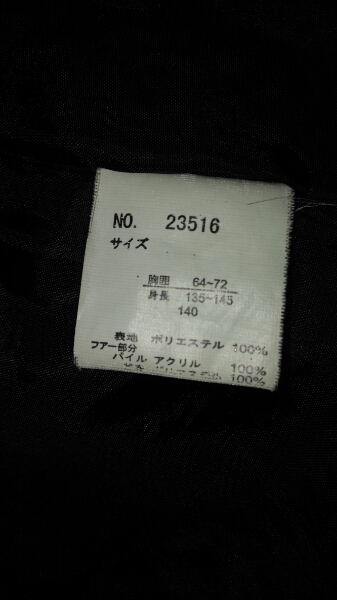 NO. 23516
サイズ
胸囲 64~72
身長 135~145
140
表地 ポリエステル 100%
ファー部分
パイル アクリル 100%
100%